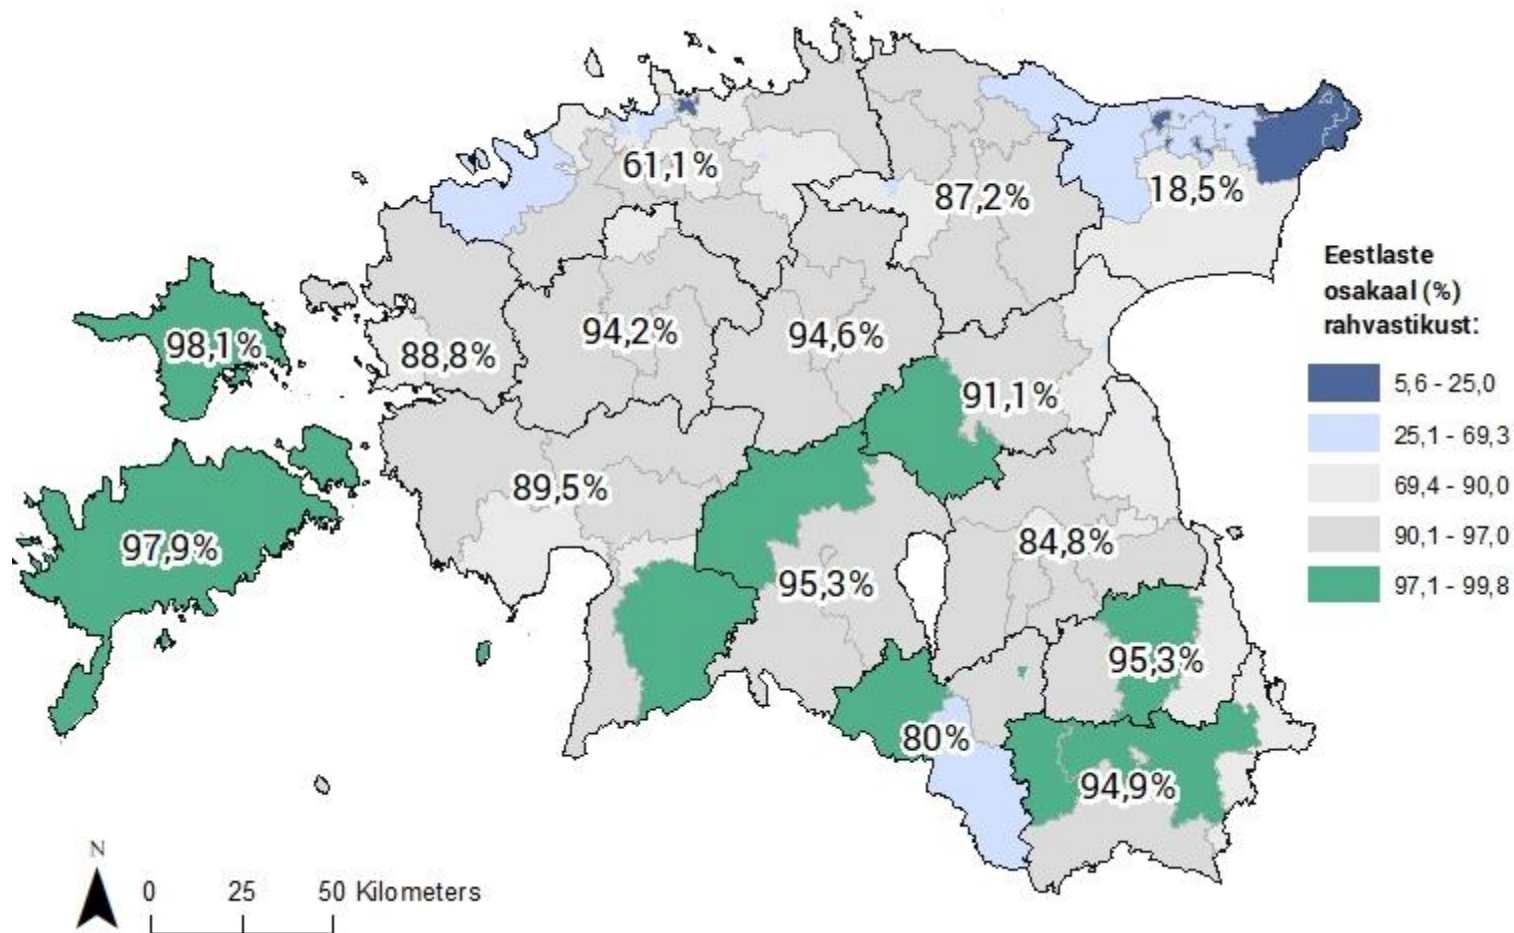 61,1%
87,2%
18,5%
98,1%
88,8%
94,2%
94,6%
91,1%
97,9%
89,5%
95,3%
84,8%
95,3%
80%
94,9%
Eestlaste
osakaal (%)
rahvastikust:
5,6 - 25,0
25,1 - 69,3
69,4 - 90,0
90,1 - 97,0
97,1 - 99,8
N
0 25 50 Kilometers